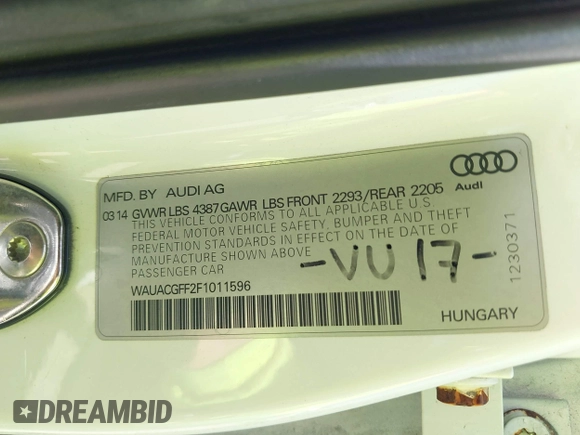 MFD. BY AUDI AG
0314 GVWR LBS 4387 GAWR LBS FRONT 2293/REAR 2205
THIS VEHICLE CONFORMS TO ALL APPLICABLE U.S.
FEDERAL MOTOR VEHICLE SAFETY, BUMPER AND THEFT
PREVENTION STANDARDS IN EFFECT ON THE DATE OF
MANUFACTURE SHOWN ABOVE
PASSENGER CAR
-VU17-
WAUACGFF2F1011596
Audi
1230371
HUNGARY
DREAMBID